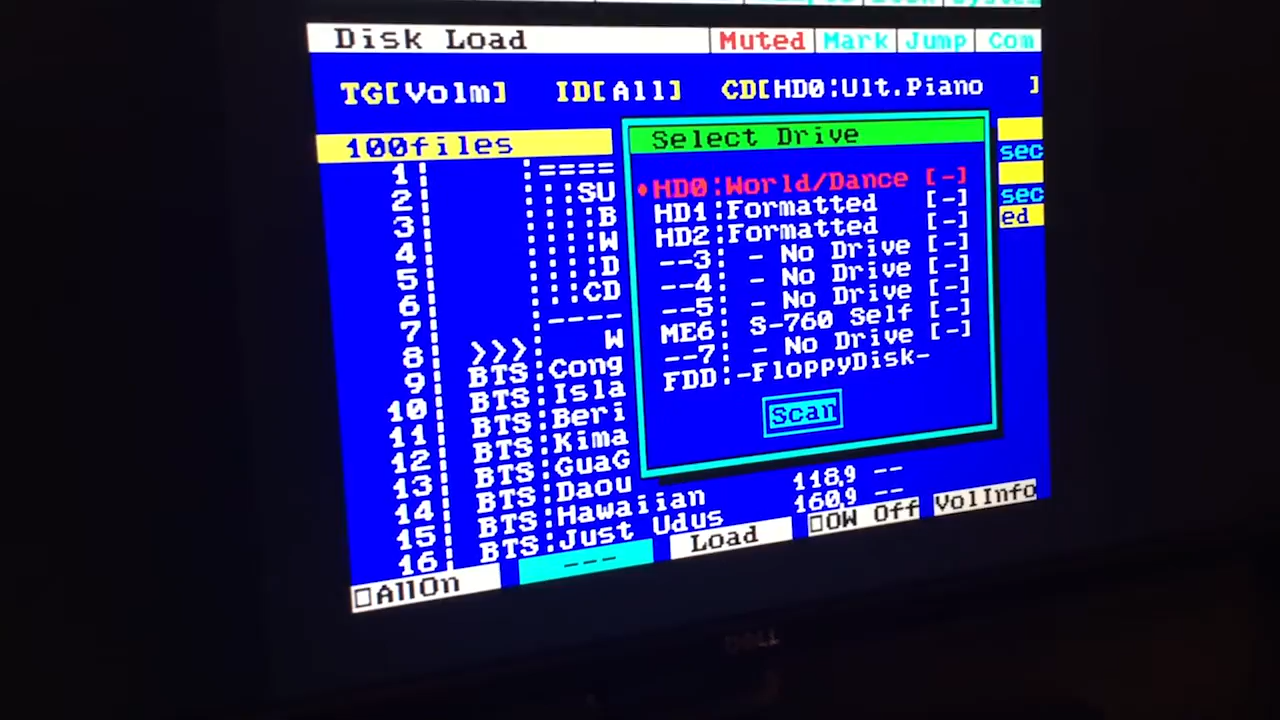 Disk Load Muted Mark Jump Com
TG[Volm] ID[All] CD[HD0:Ult.Piano ]
100files
Select Drive
HD0:World/Dance [-]
HD1:Formatted [-]
HD2:Formatted [-]
--3: - No Drive [-]
--4: - No Drive [-]
--5: - No Drive [-]
ME6: S-760 Self [-]
--7: - No Drive [-]
FDD:-FloppyDisk-
Scan
sec
sec
ed
1 :====
2 :::SU
3 ::::B
4 ::::W
5 ::::D
6 :::CD
7 :----
8 >>>: W
9 BTS:Cong
10 BTS:Isla
11 BTS:Beri
12 BTS:Kima
13 BTS:GuaG
14 BTS:Daou
15 BTS:Hawaiian 118.9 --
16 BTS:Just Udus 160.9 --
AllOn --- Load OW Off VolInfo
DELL